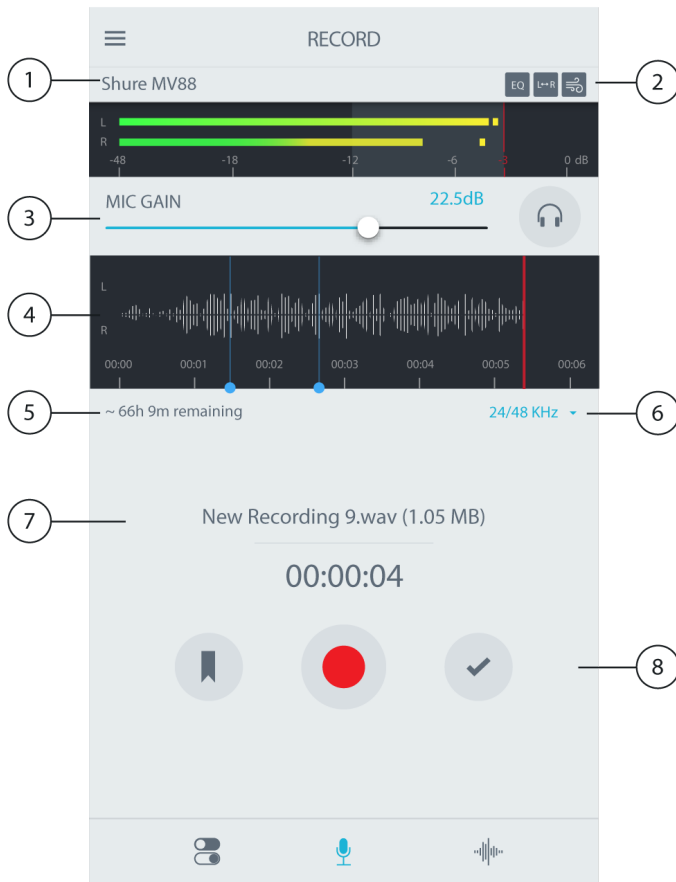 RECORD
1
Shure MV88
EQ L↔R
2
L
R
-48 -18 -12 -6 -3 0 dB
3
MIC GAIN
22.5dB
4
L
R
00:00 00:01 00:02 00:03 00:04 00:05 00:06
5
~ 66h 9m remaining
24/48 KHz
6
7
New Recording 9.wav (1.05 MB)
00:00:04
8